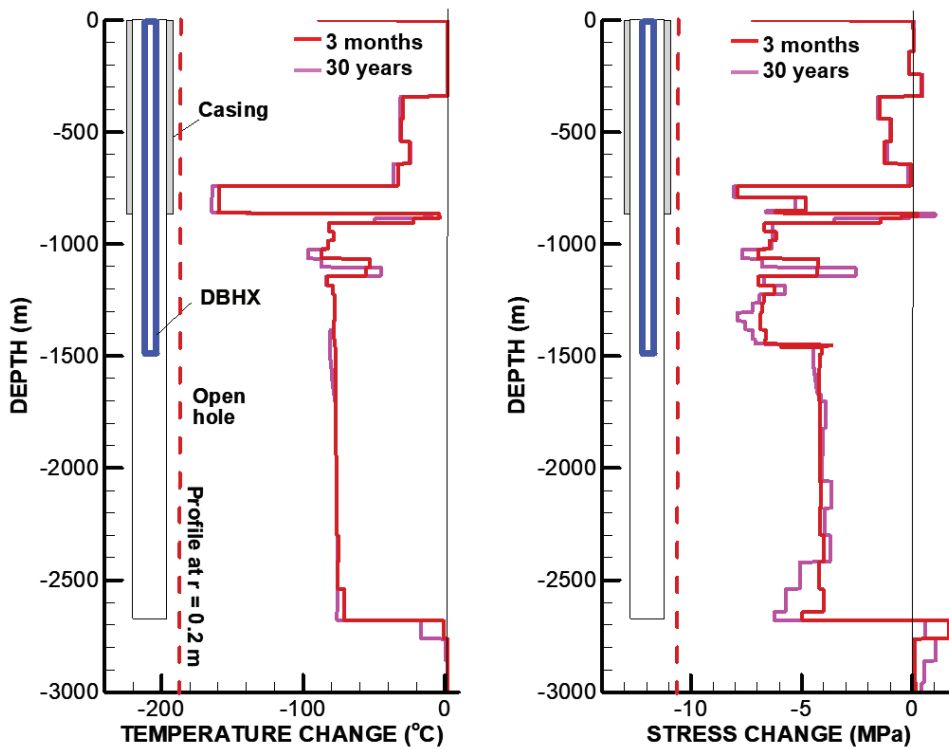 0
-500
-1000
-1500
-2000
-2500
-3000
DEPTH (m)
3 months
30 years
Casing
DBHX
Open
hole
Profile at r = 0.2 m
-200
-100
0
TEMPERATURE CHANGE (°C)
0
-500
-1000
-1500
-2000
-2500
-3000
DEPTH (m)
3 months
30 years
-10
-5
0
STRESS CHANGE (MPa)